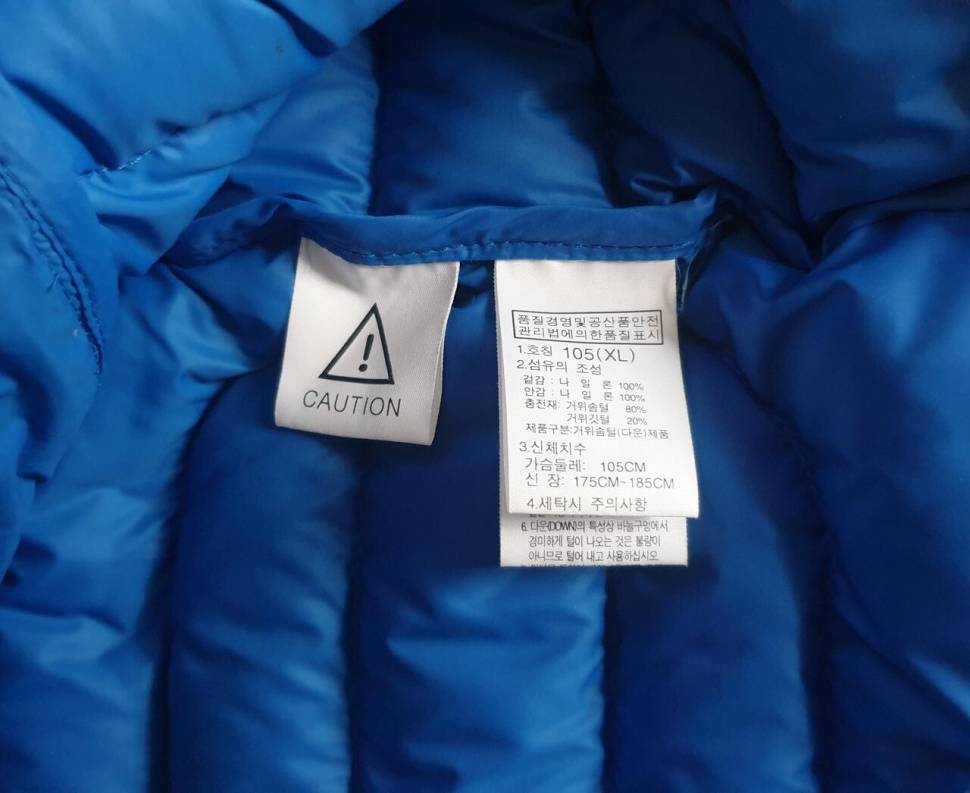 CAUTION
품질경영및공산품안전
관리법에의한품질표시
1.호칭 105(XL)
2.섬유의 조성
겉감 : 나 일 론 100%
안감 : 나 일 론 100%
충전재: 거위솜털 80%
거위깃털 20%
제품구분:거위솜털(다운)제품
3.신체치수
가슴둘레: 105CM
신 장: 175CM~185CM
4.세탁시 주의사항
6. 다운(DOWN)의 특성상 바늘구멍에서
경미하게 털이 나오는 것은 불량이
아니므로 털어 내고 사용하십시오